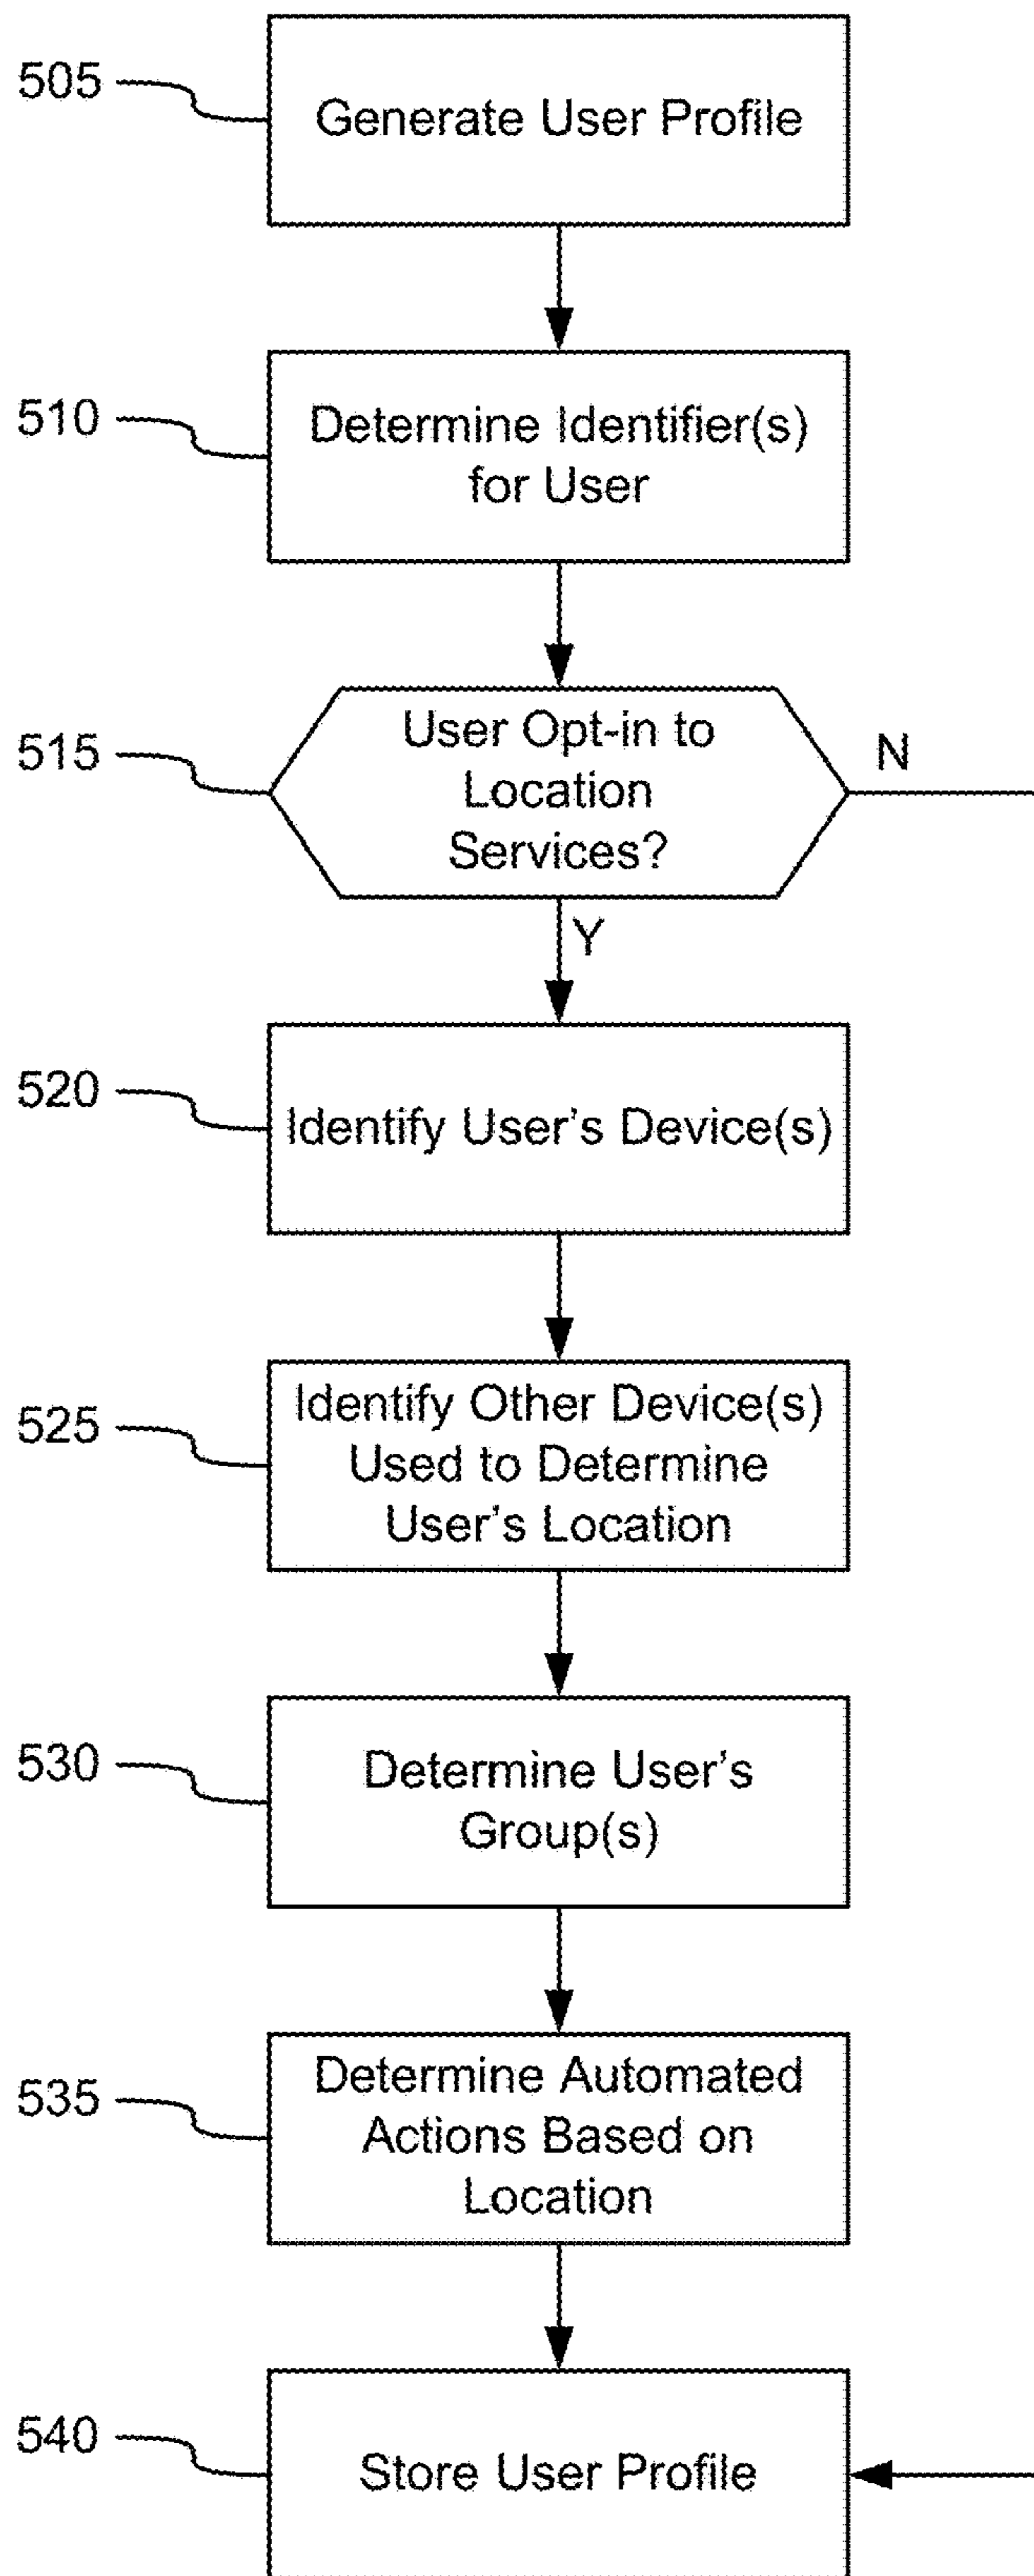 505
Generate User Profile
510
Determine Identifier(s)
for User
515
User Opt-in to
Location
Services?
N
Y
520
Identify User's Device(s)
525
Identify Other Device(s)
Used to Determine
User's Location
530
Determine User's
Group(s)
535
Determine Automated
Actions Based on
Location
540
Store User Profile